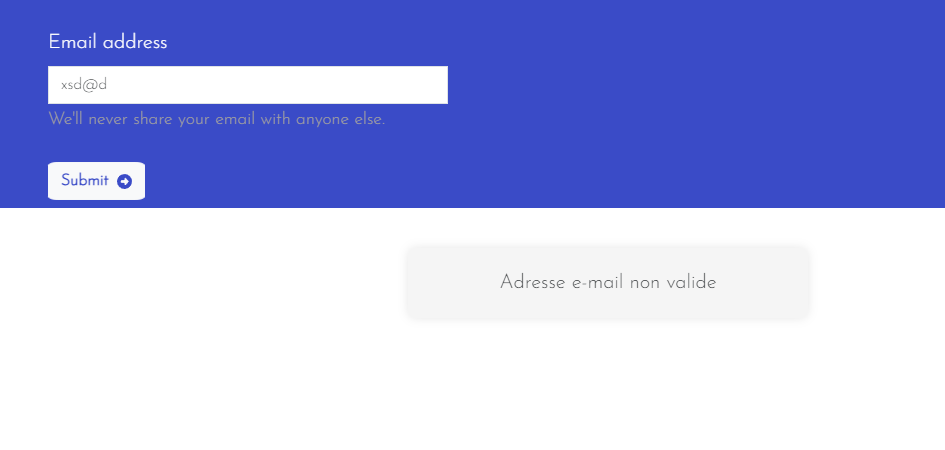 Email address
xsd@d
We'll never share your email with anyone else.
Submit
Adresse e-mail non valide